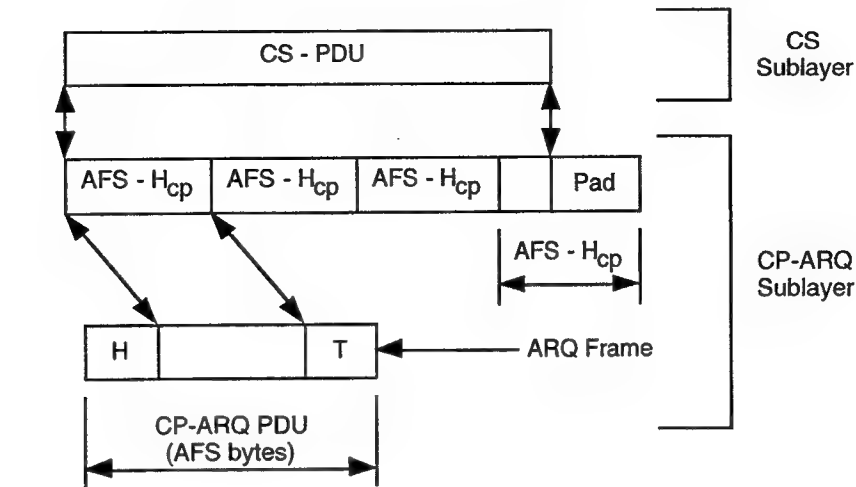 CS - PDU
CS
Sublayer
AFS - Hcp
AFS - Hcp
AFS - Hcp
Pad
AFS - Hcp
CP-ARQ
Sublayer
H
T
ARQ Frame
CP-ARQ PDU
(AFS bytes)